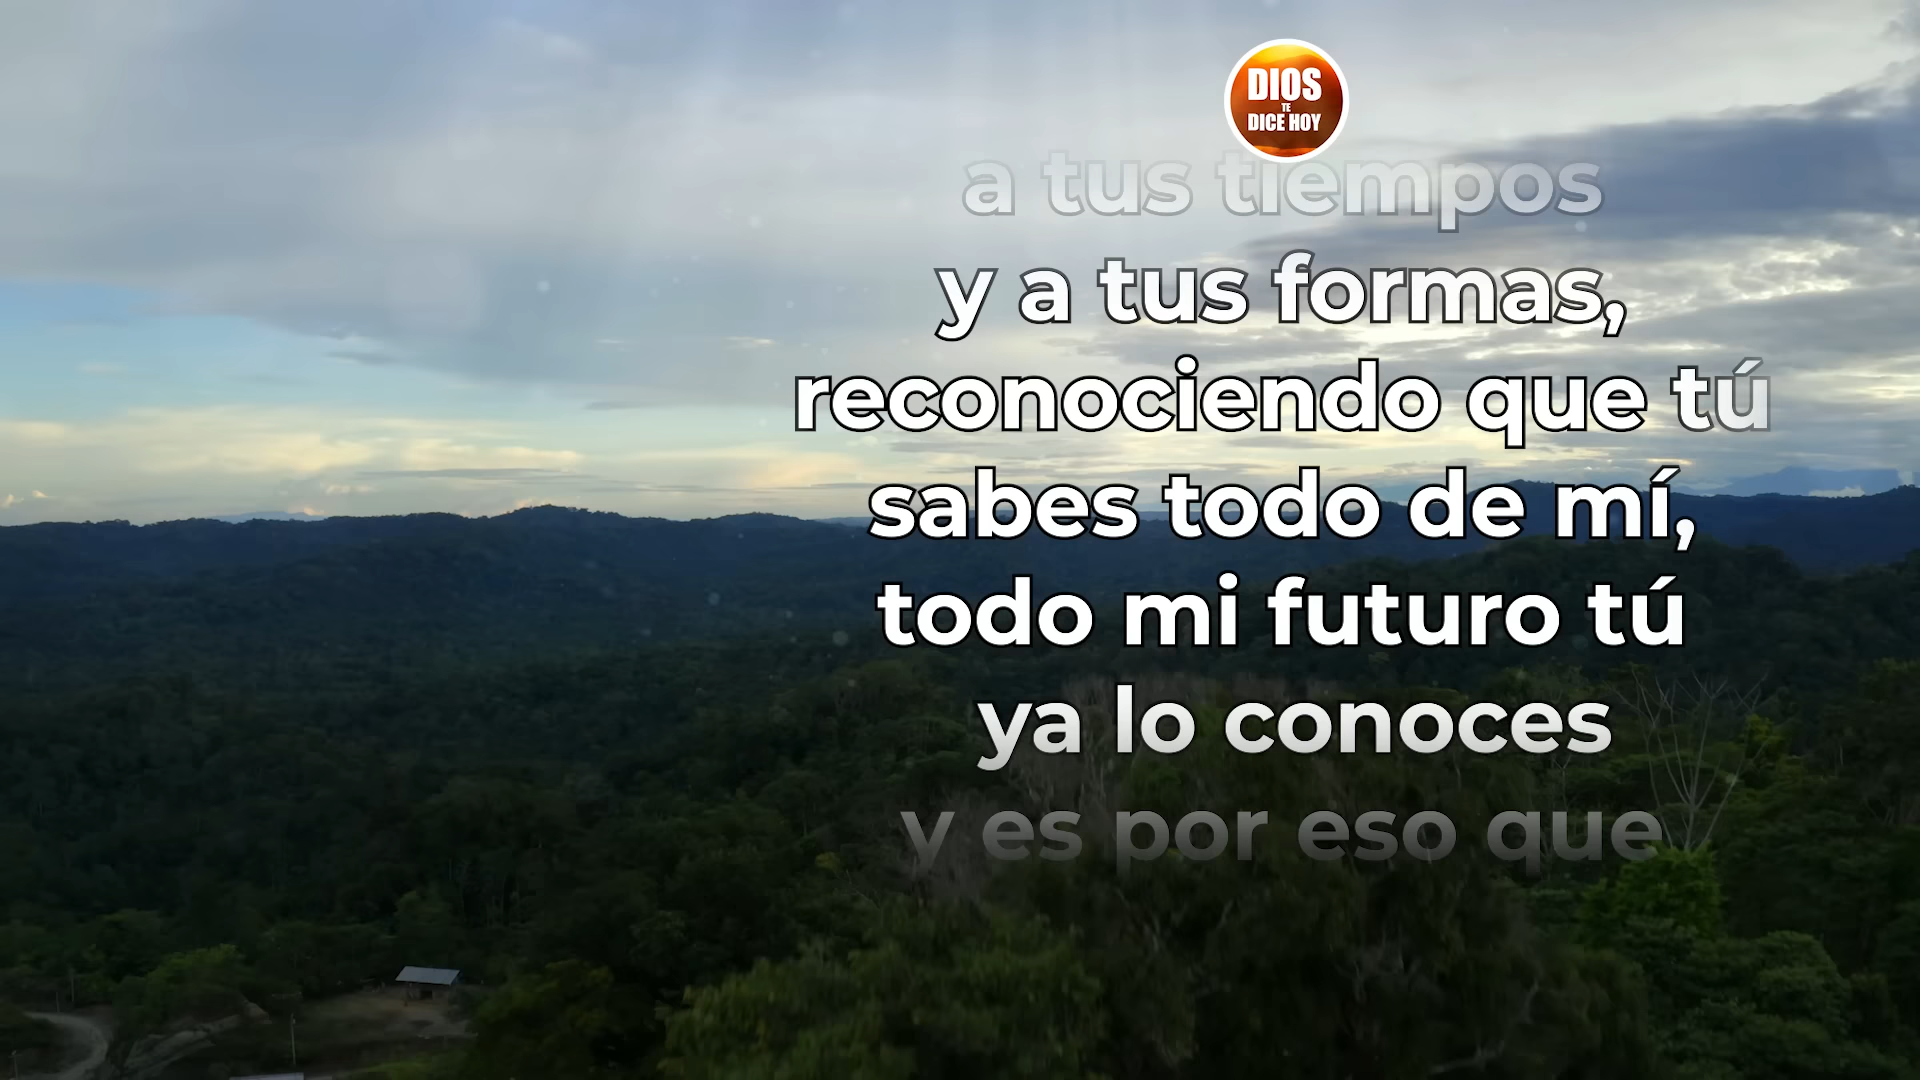 DIOS
TE
DICE HOY
a tus tiempos
y a tus formas,
reconociendo que tú
sabes todo de mí,
todo mi futuro tú
ya lo conoces
y es por eso que